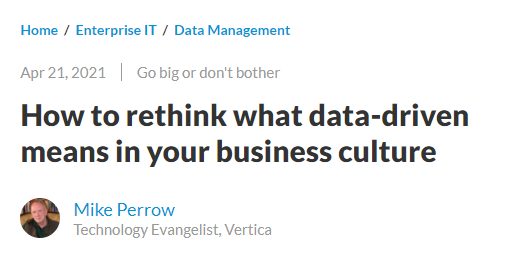 Home / Enterprise IT / Data Management
Apr 21, 2021 | Go big or don't bother
How to rethink what data-driven
means in your business culture
Mike Perrow
Technology Evangelist, Vertica